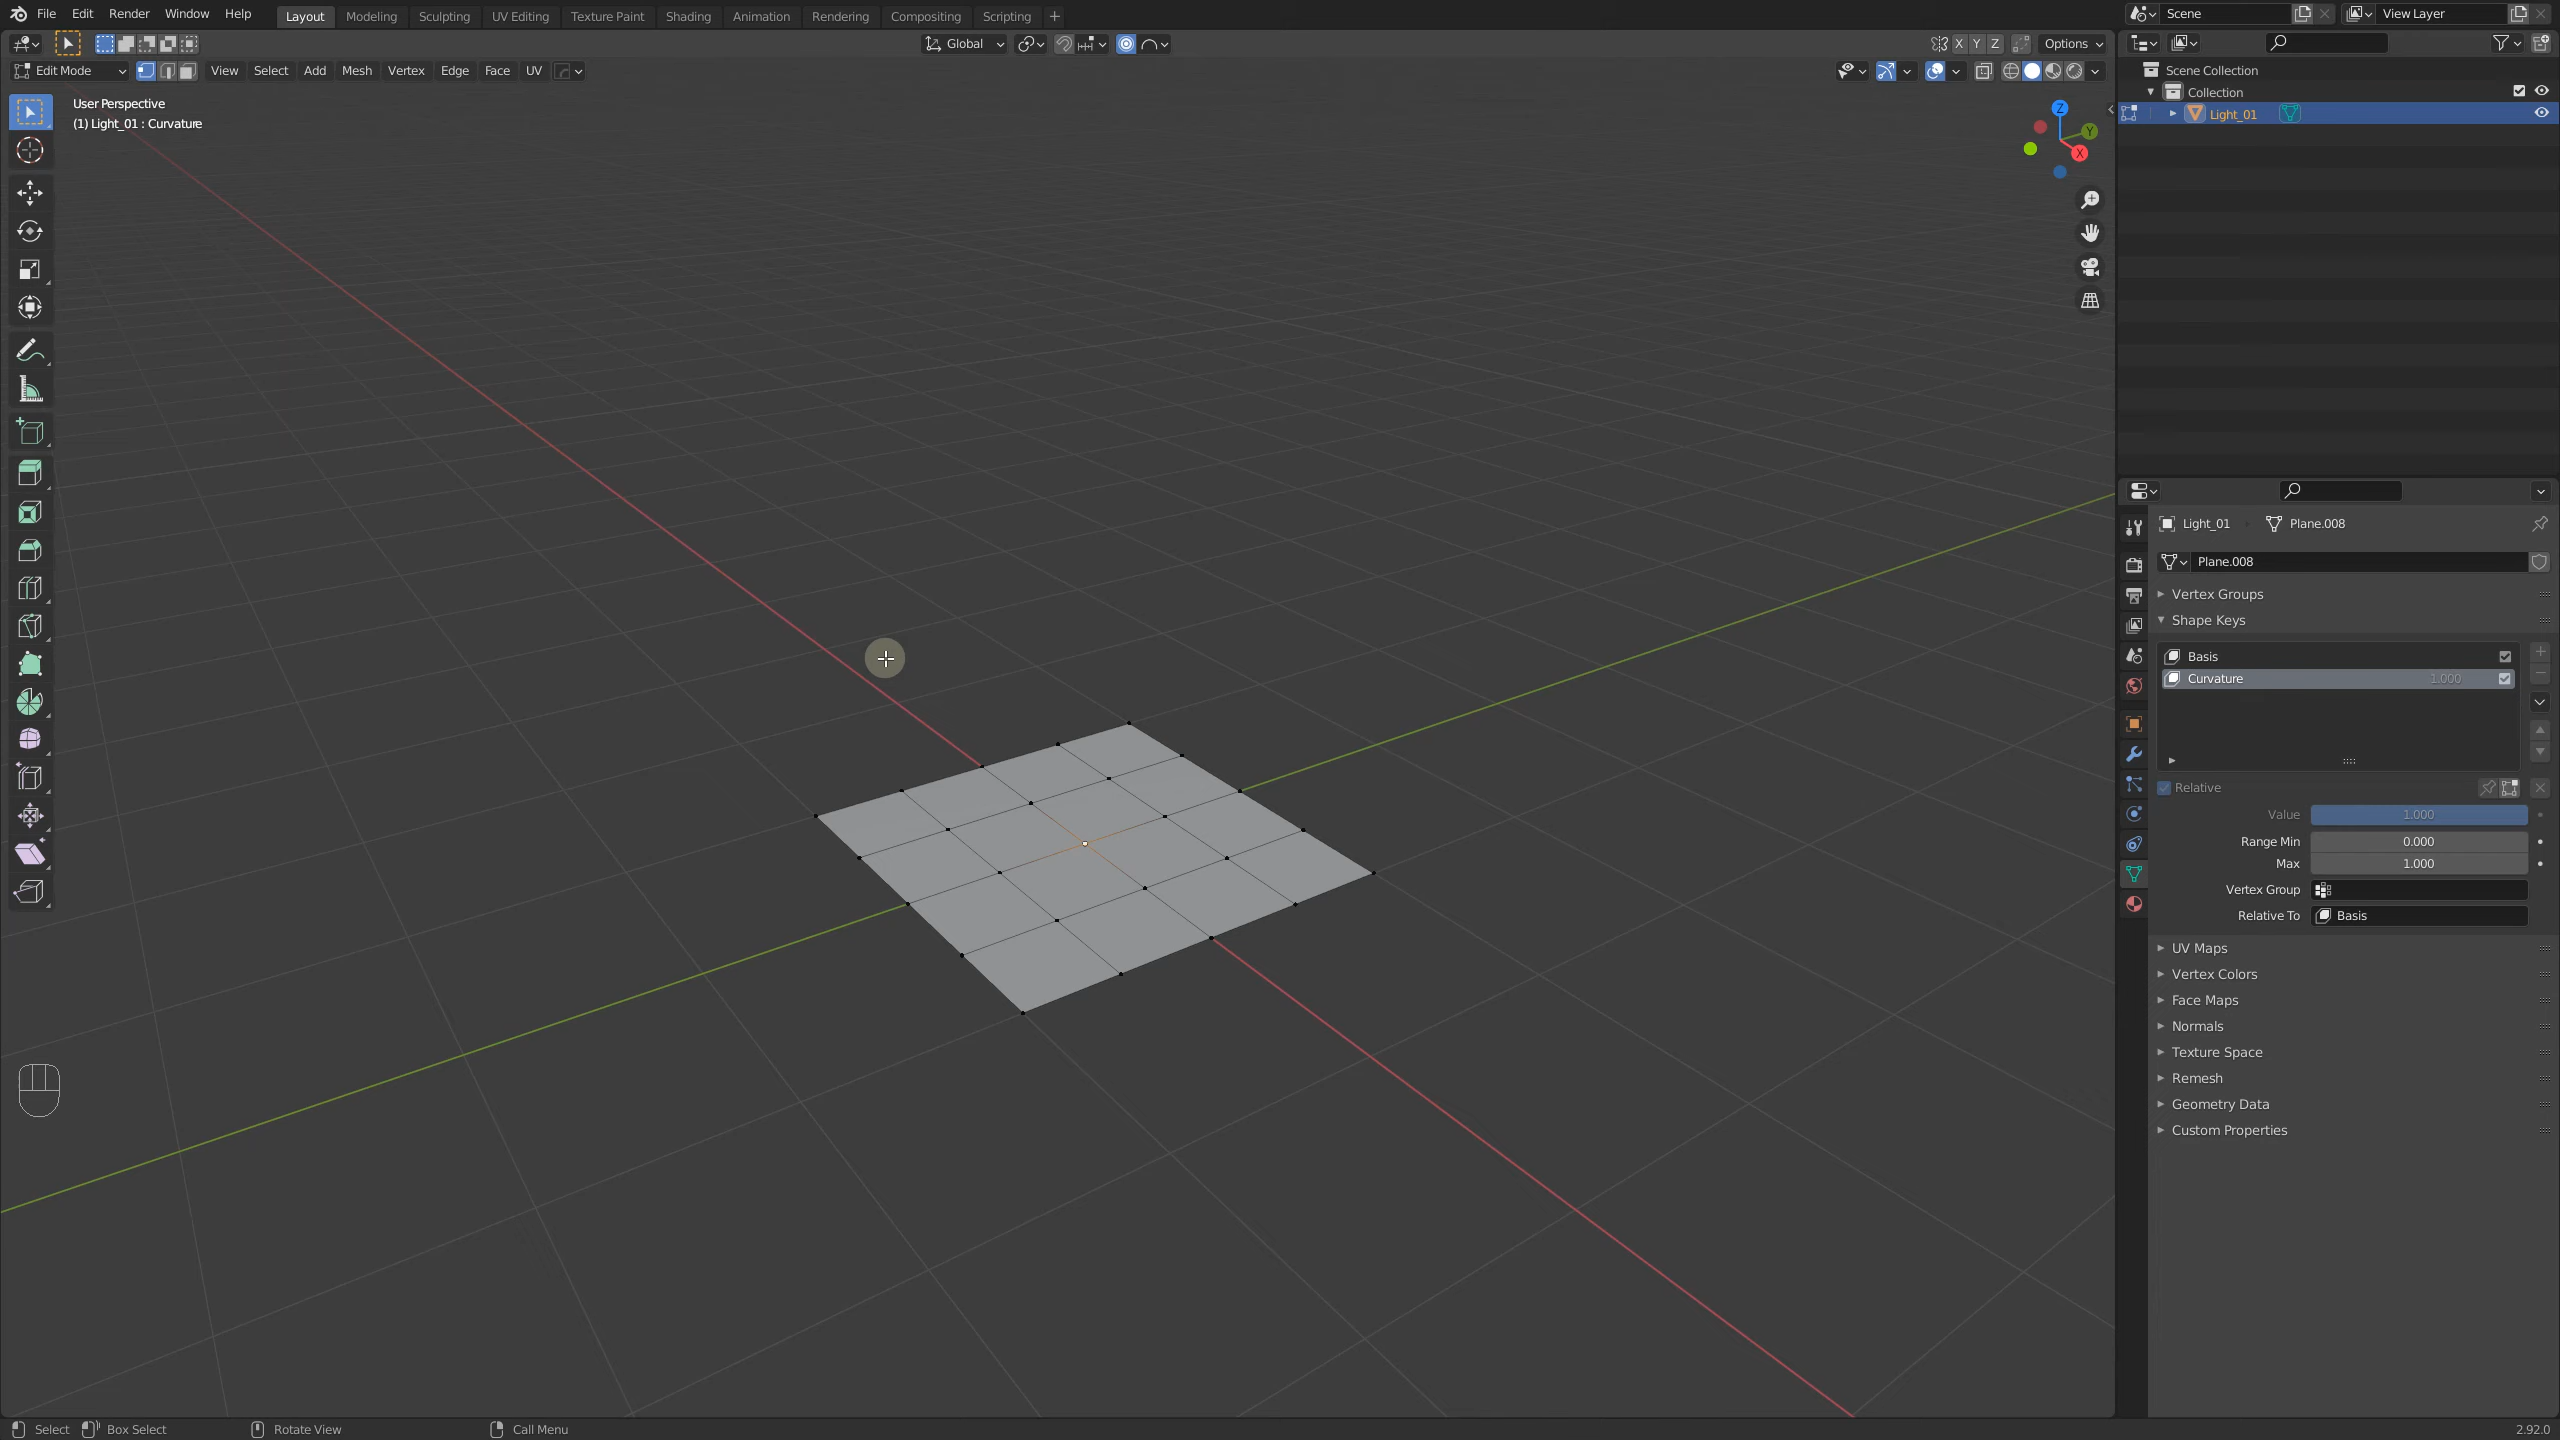 File Edit Render Window Help Layout Modeling Sculpting UV Editing Texture Paint Shading Animation Rendering Compositing Scripting + Scene View Layer
Global X Y Z Options
Edit Mode View Select Add Mesh Vertex Edge Face UV
User Perspective
(1) Light_01 : Curvature
Z
Y
X
Scene Collection
Collection
Light_01
Light_01 Plane.008
Plane.008
Vertex Groups
Shape Keys
Basis
Curvature 1.000
Relative
Value 1.000
Range Min 0.000
Max 1.000
Vertex Group
Relative To Basis
UV Maps
Vertex Colors
Face Maps
Normals
Texture Space
Remesh
Geometry Data
Custom Properties
Select Box Select Rotate View Call Menu 2.92.0